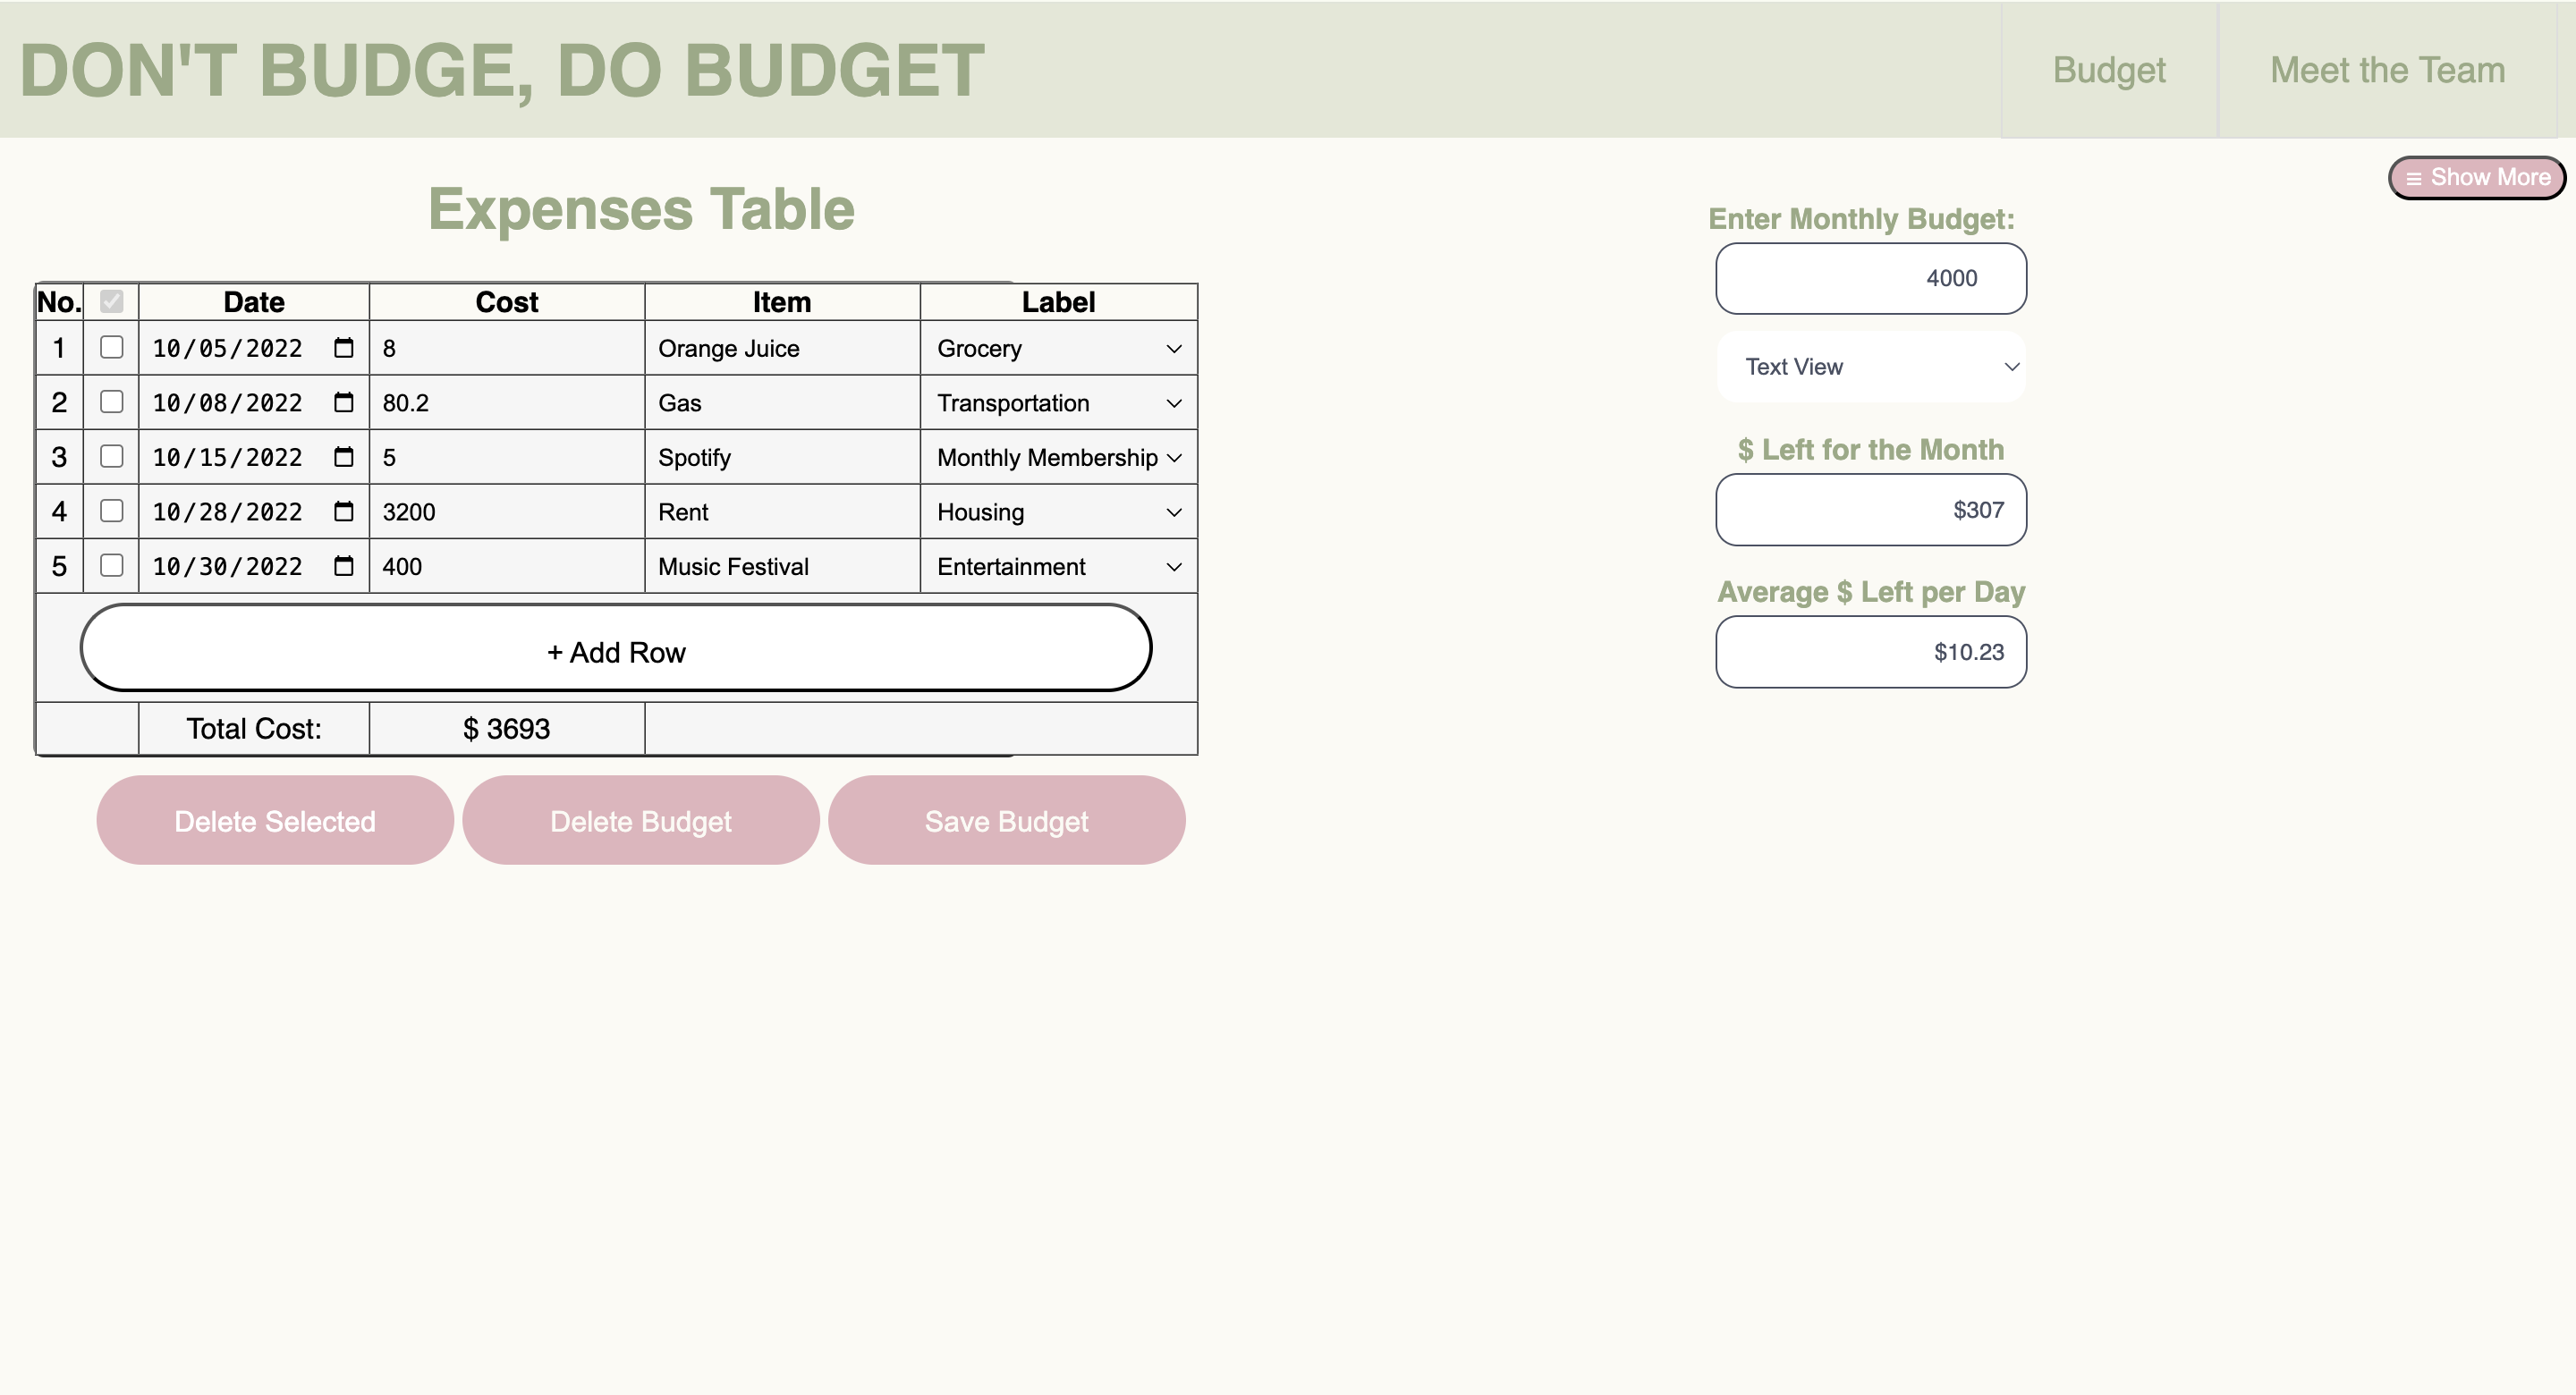 DON'T BUDGE, DO BUDGET
Budget
Meet the Team
≡ Show More
Expenses Table
No. Date Cost Item Label
1 10/05/2022 8 Orange Juice Grocery
2 10/08/2022 80.2 Gas Transportation
3 10/15/2022 5 Spotify Monthly Membership
4 10/28/2022 3200 Rent Housing
5 10/30/2022 400 Music Festival Entertainment
+ Add Row
Total Cost: $ 3693
Delete Selected
Delete Budget
Save Budget
Enter Monthly Budget:
4000
Text View
$ Left for the Month
$307
Average $ Left per Day
$10.23